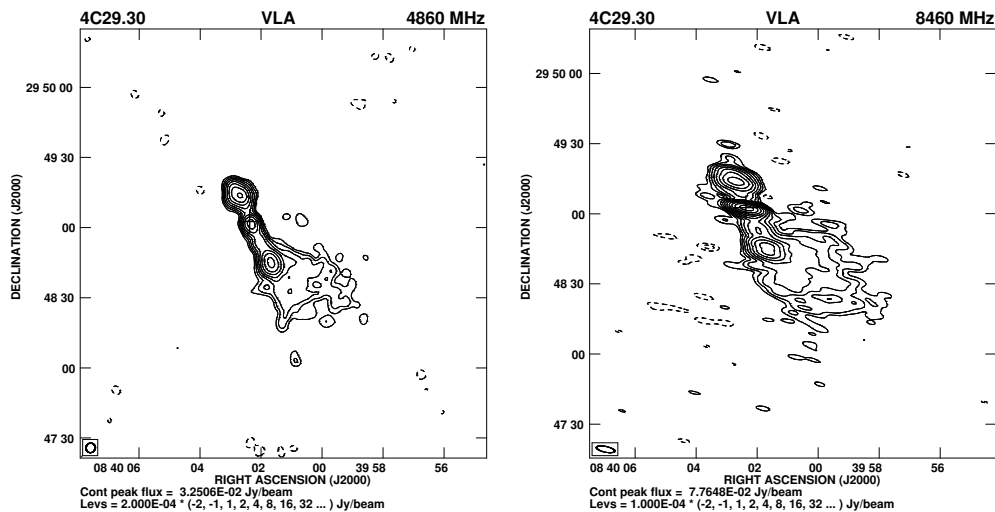 4C29.30 VLA 4860 MHz
DECLINATION (J2000)
29 50 00
49 30
00
48 30
00
47 30
08 40 06 04 02 00 39 58 56
RIGHT ASCENSION (J2000)
Cont peak flux = 3.2506E-02 Jy/beam
Levs = 2.000E-04 * (-2, -1, 1, 2, 4, 8, 16, 32 ... ) Jy/beam
4C29.30 VLA 8460 MHz
DECLINATION (J2000)
29 50 00
49 30
00
48 30
00
47 30
08 40 06 04 02 00 39 58 56
RIGHT ASCENSION (J2000)
Cont peak flux = 7.7648E-02 Jy/beam
Levs = 1.000E-04 * (-2, -1, 1, 2, 4, 8, 16, 32 ... ) Jy/beam